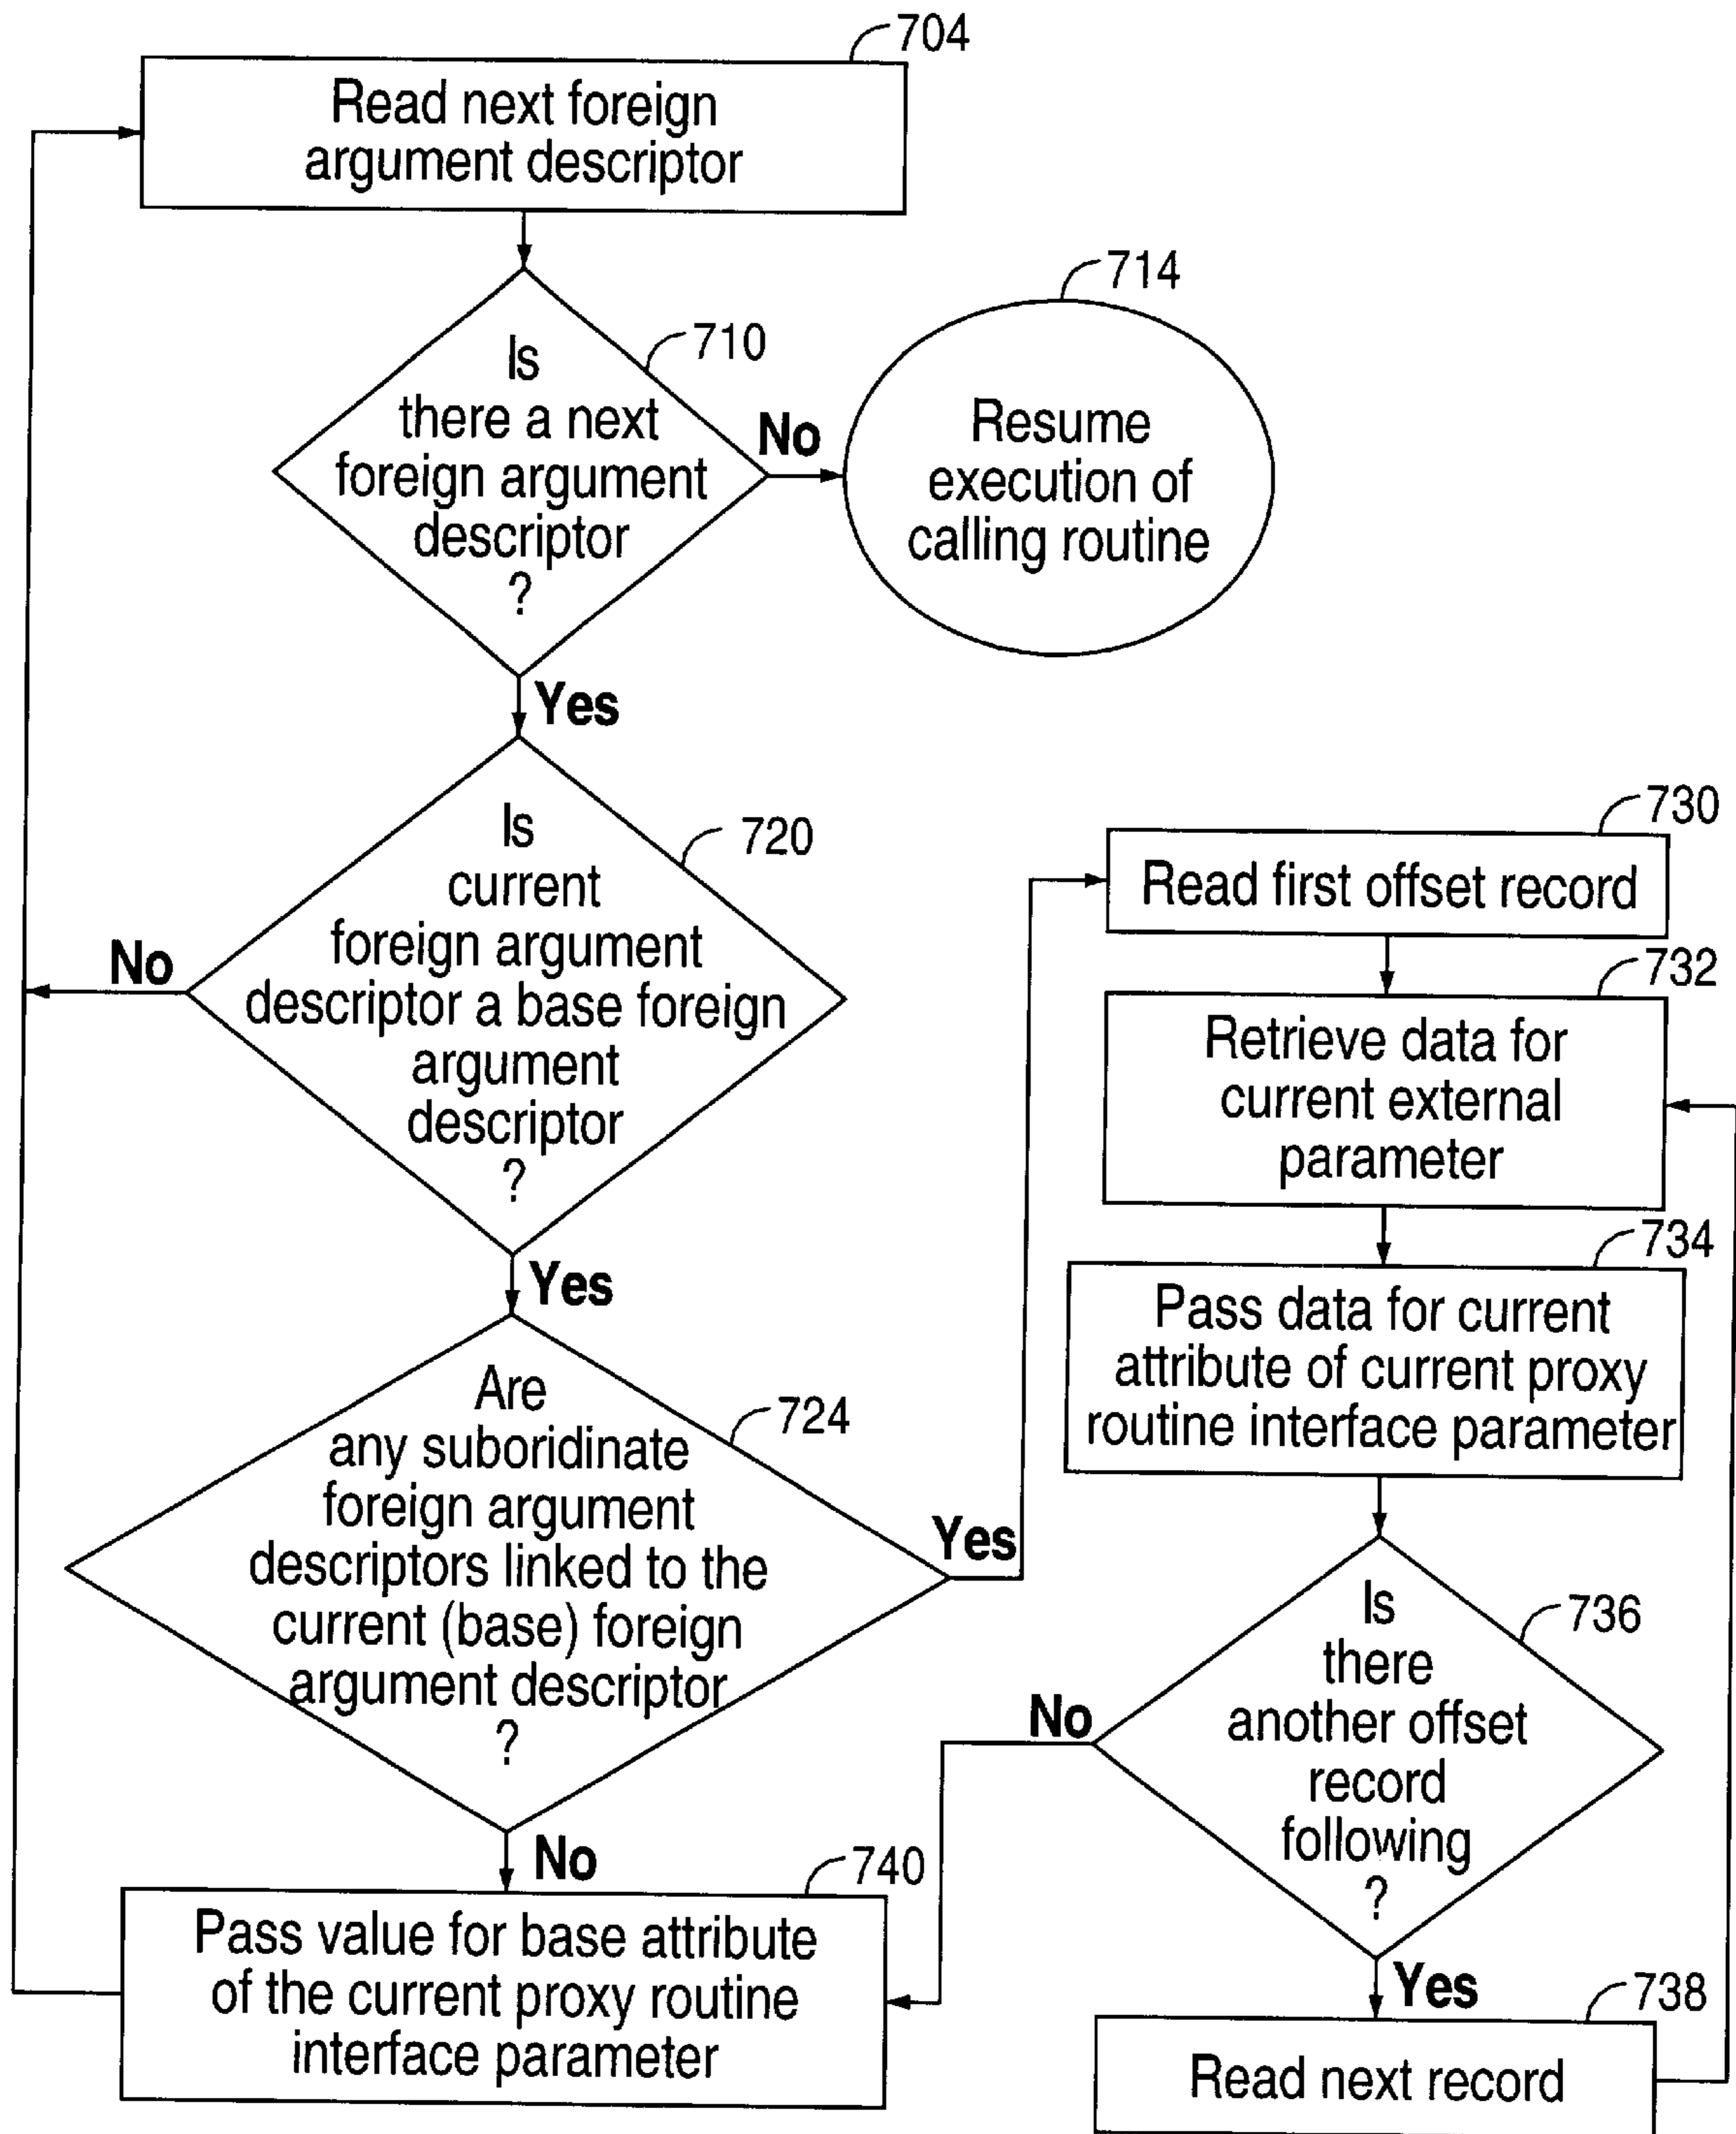 704
Read next foreign
argument descriptor
714
710
Is
there a next
foreign argument
descriptor
?
No
Resume
execution of
calling routine
Yes
720
Is
current
foreign argument
descriptor a base foreign
argument
descriptor
?
No
Yes
724
Are
any suboridinate
foreign argument
descriptors linked to the
current (base) foreign
argument descriptor
?
Yes
No
730
Read first offset record
732
Retrieve data for
current external
parameter
734
Pass data for current
attribute of current proxy
routine interface parameter
736
Is
there
another offset
record
following
?
No
Yes
738
Read next record
740
Pass value for base attribute
of the current proxy routine
interface parameter